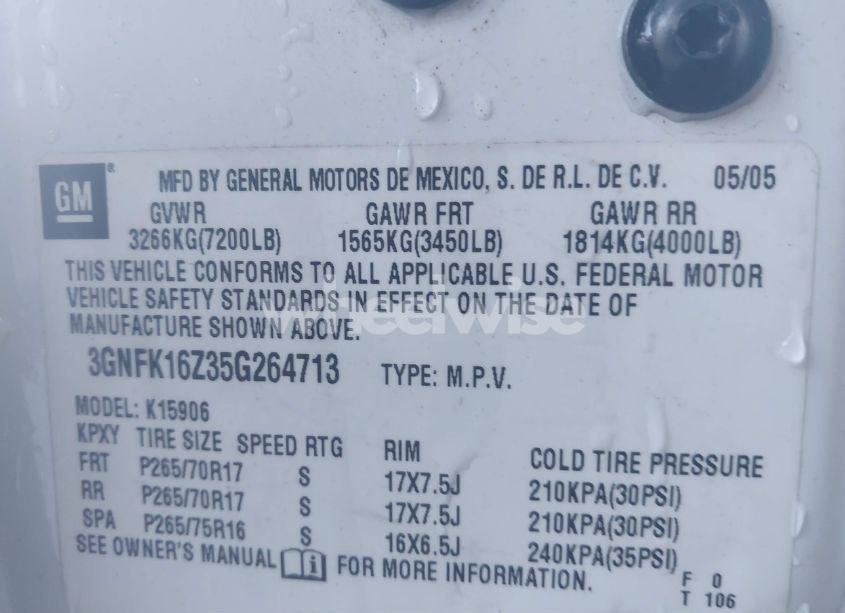 GM ® MFD BY GENERAL MOTORS DE MEXICO, S. DE R.L. DE C.V. 05/05
GVWR GAWR FRT GAWR RR
3266KG(7200LB) 1565KG(3450LB) 1814KG(4000LB)
THIS VEHICLE CONFORMS TO ALL APPLICABLE U.S. FEDERAL MOTOR
VEHICLE SAFETY STANDARDS IN EFFECT ON THE DATE OF
MANUFACTURE SHOWN ABOVE.
wheelwise
3GNFK16Z35G264713 TYPE: M.P.V.
MODEL: K15906
KPXY TIRE SIZE SPEED RTG RIM COLD TIRE PRESSURE
FRT P265/70R17 S 17X7.5J 210KPA(30PSI)
RR P265/70R17 S 17X7.5J 210KPA(30PSI)
SPA P265/75R16 S 16X6.5J 240KPA(35PSI)
SEE OWNER'S MANUAL i FOR MORE INFORMATION.
F 0
T 106